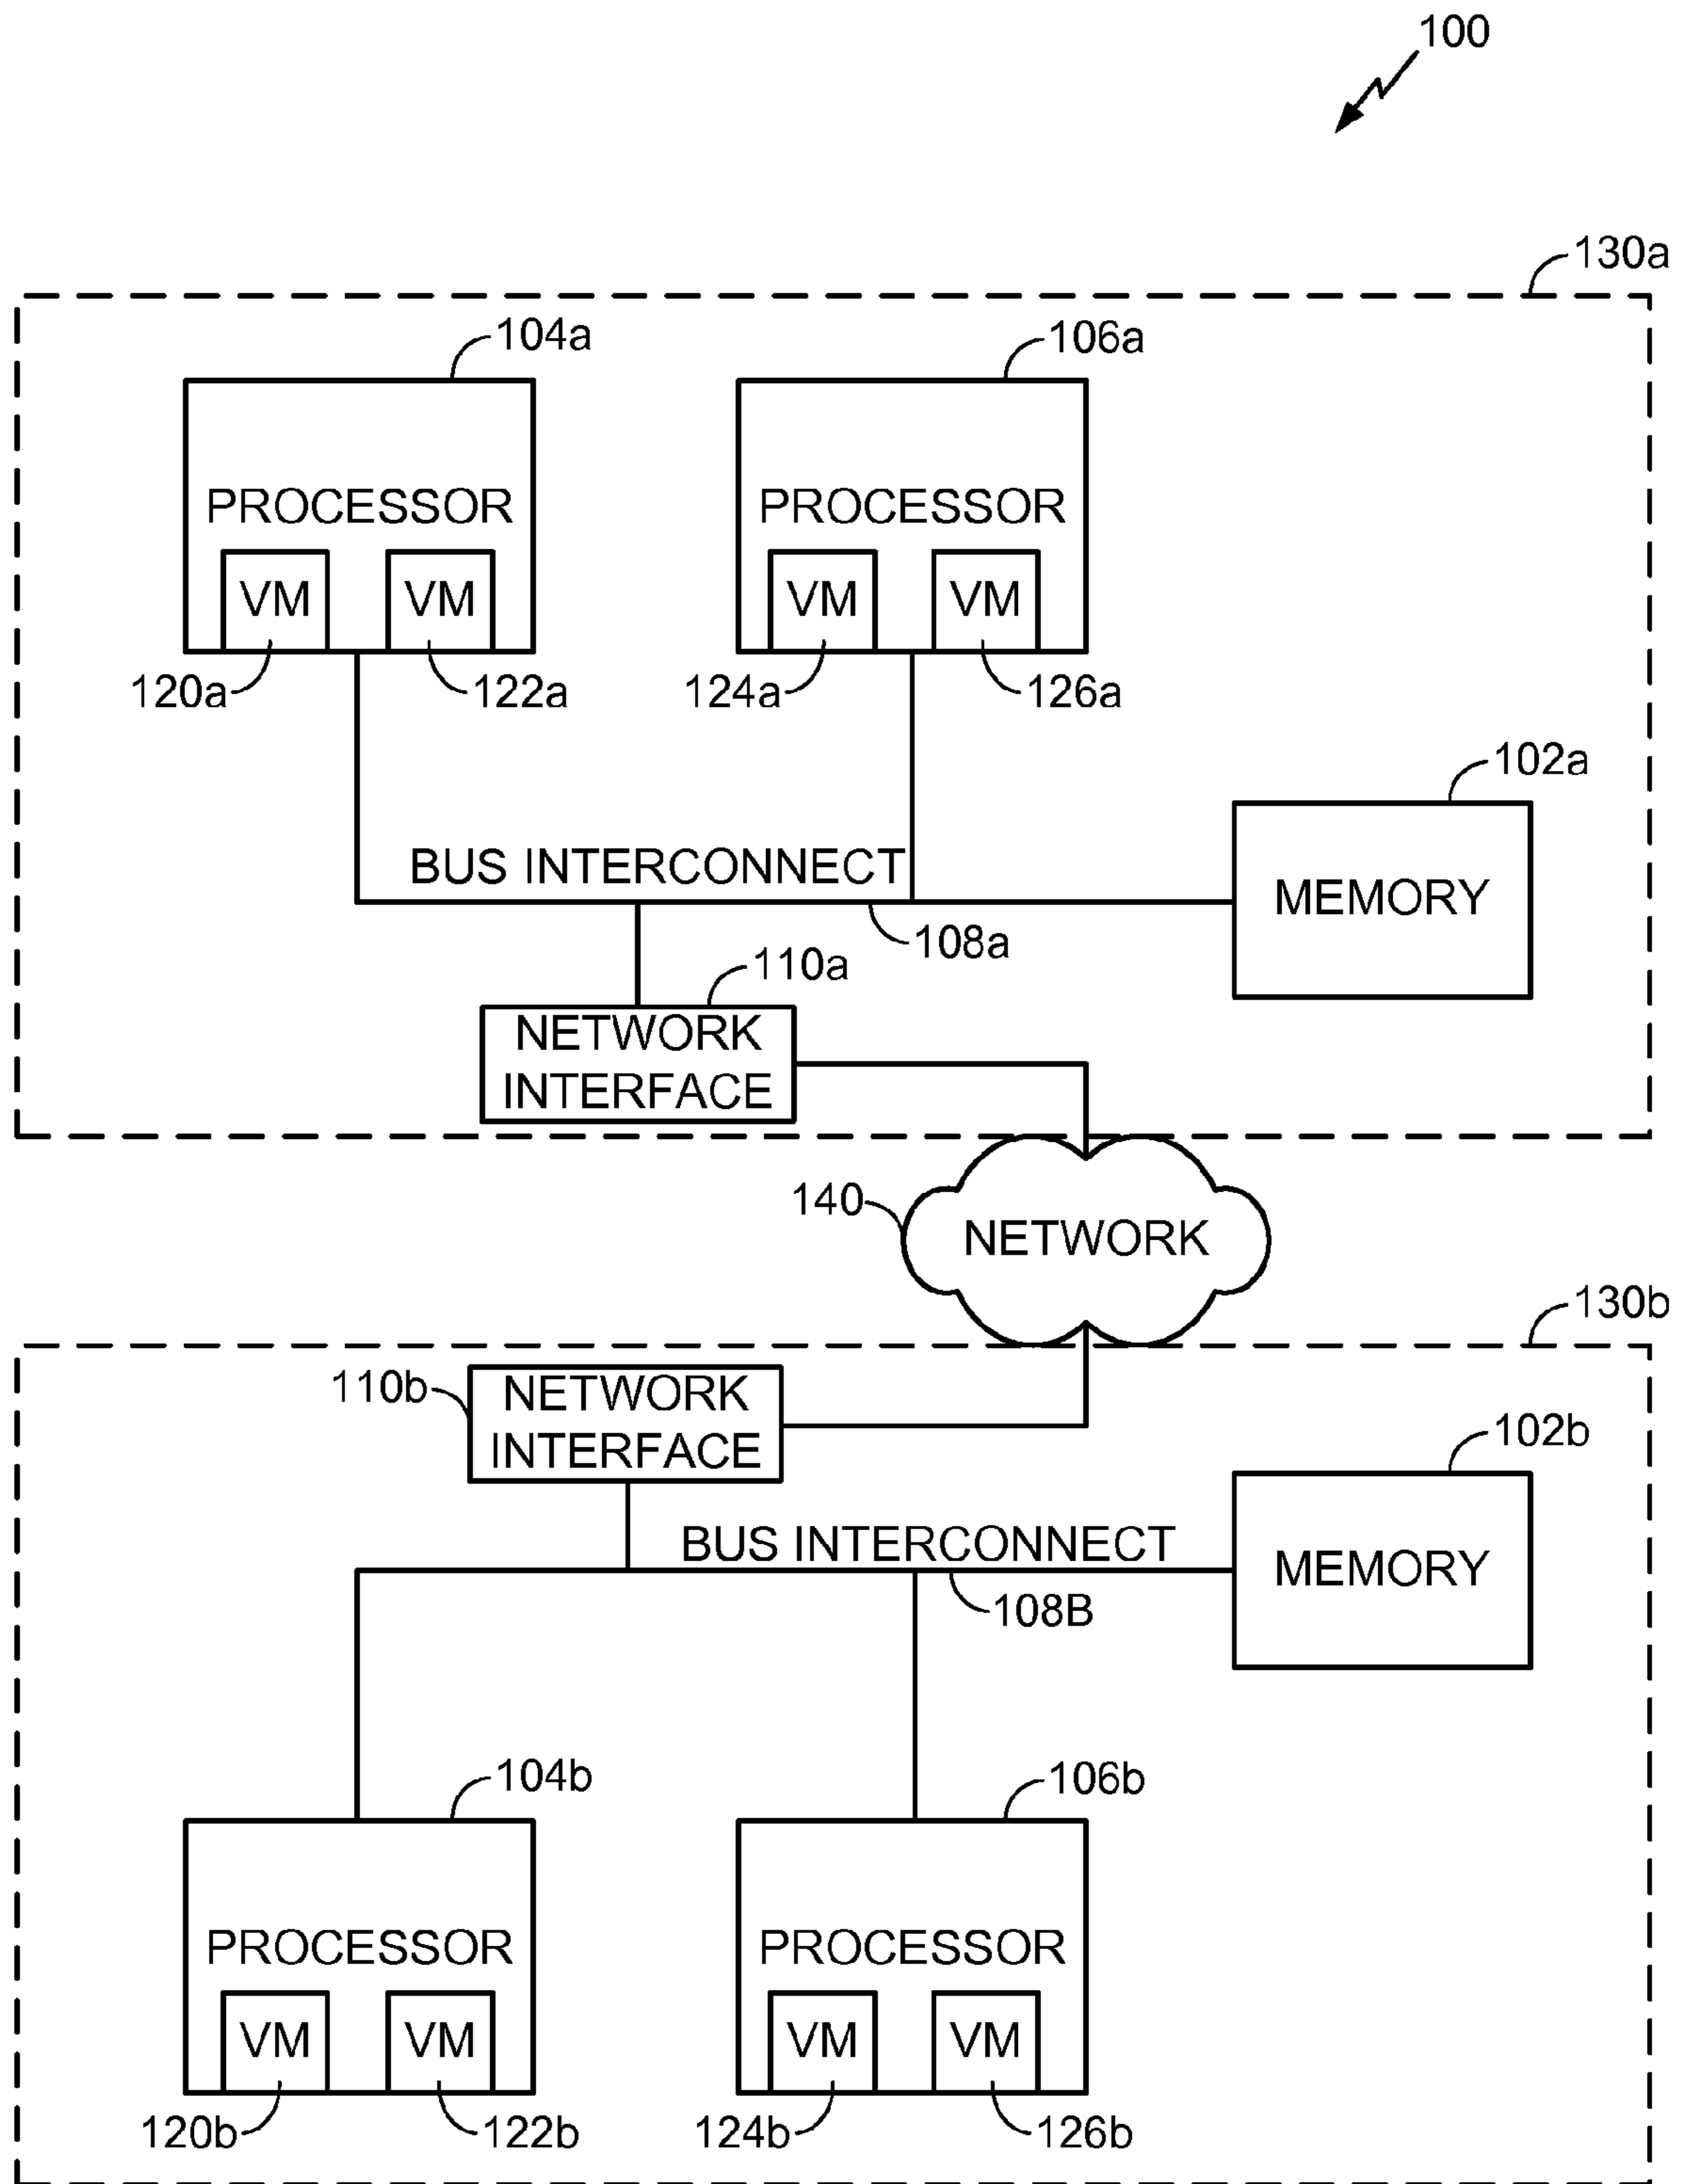 100
130a
104a
106a
PROCESSOR
PROCESSOR
VM
VM
VM
VM
120a
122a
124a
126a
102a
BUS INTERCONNECT
MEMORY
108a
110a
NETWORK
INTERFACE
140
NETWORK
130b
110b
NETWORK
INTERFACE
102b
BUS INTERCONNECT
MEMORY
108B
104b
106b
PROCESSOR
PROCESSOR
VM
VM
VM
VM
120b
122b
124b
126b